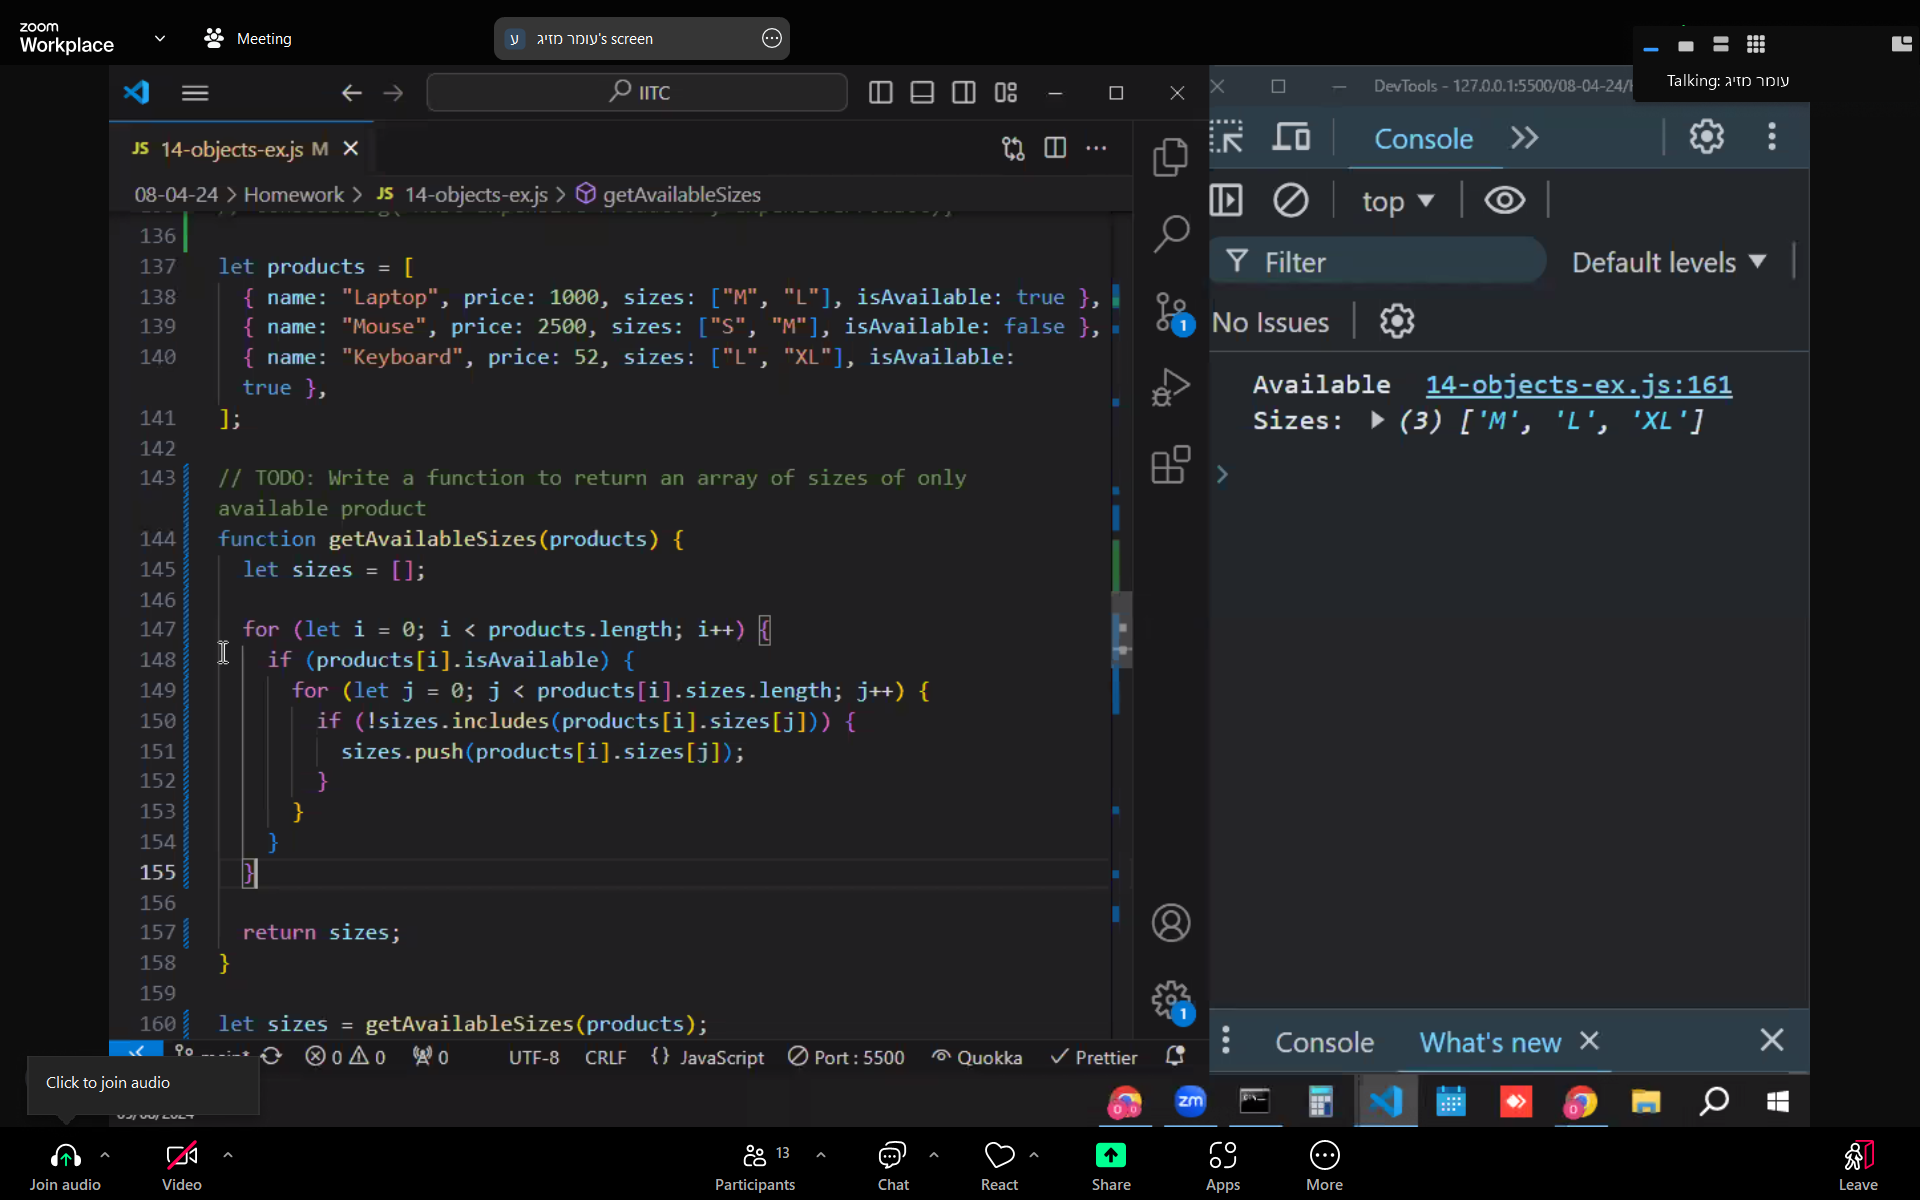 zoom
Workplace
Meeting
ע עומר מזיג's screen
Talking: עומר מזיג
IITC
DevTools - 127.0.0.1:5500/08-04-24/
JS 14-objects-ex.js M
08-04-24 > Homework > JS 14-objects-ex.js > getAvailableSizes
136
137 let products = [
138 { name: "Laptop", price: 1000, sizes: ["M", "L"], isAvailable: true },
139 { name: "Mouse", price: 2500, sizes: ["S", "M"], isAvailable: false },
140 { name: "Keyboard", price: 52, sizes: ["L", "XL"], isAvailable:
true },
141 ];
142
143 // TODO: Write a function to return an array of sizes of only
available product
144 function getAvailableSizes(products) {
145 let sizes = [];
146
147 for (let i = 0; i < products.length; i++) {
148 if (products[i].isAvailable) {
149 for (let j = 0; j < products[i].sizes.length; j++) {
150 if (!sizes.includes(products[i].sizes[j])) {
151 sizes.push(products[i].sizes[j]);
152 }
153 }
154 }
155 }
156
157 return sizes;
158 }
159
160 let sizes = getAvailableSizes(products);
1
1
0 0 0 UTF-8 CRLF {} JavaScript Port : 5500 Quokka Prettier
Console
top
Filter
Default levels
No Issues
Available 14-objects-ex.js:161
Sizes: (3) ['M', 'L', 'XL']
Console What's new
Click to join audio
zm
Join audio
Video
13
Participants
Chat
React
Share
Apps
More
Leave